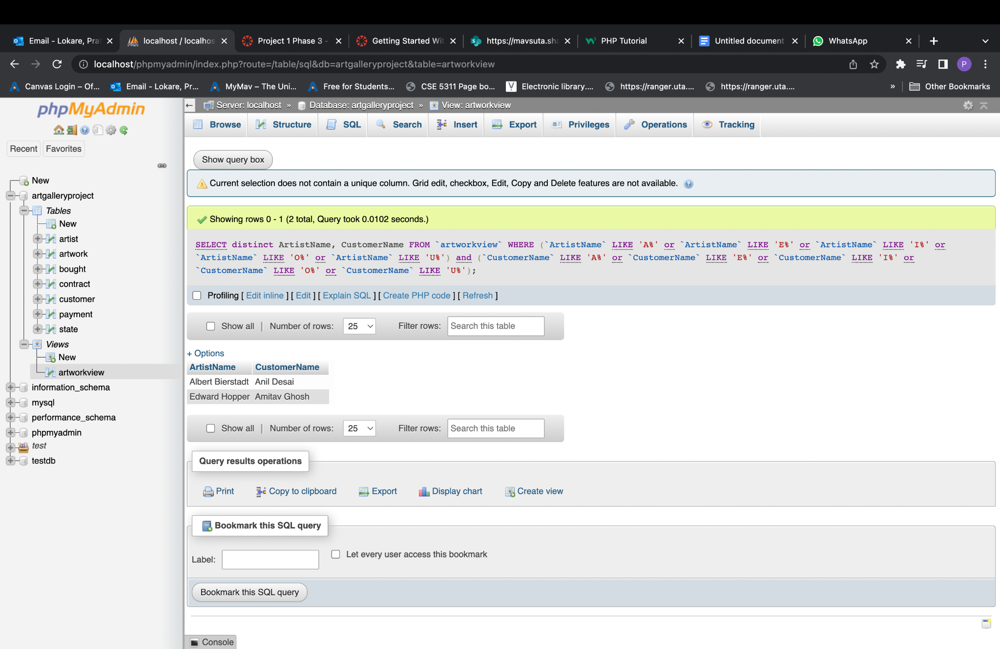 Email - Lokare, Pra
localhost / localhos
Project 1 Phase 3 -
Getting Started Wit
https://mavsuta.sha
PHP Tutorial
Untitled document
WhatsApp
localhost/phpmyadmin/index.php?route=/table/sql&db=artgalleryproject&table=artworkview
P
Canvas Login – Of...
Email - Lokare, Pr...
MyMav – The Uni...
Free for Students...
CSE 5311 Page bo...
Electronic library....
https://ranger.uta....
https://ranger.uta....
»
Other Bookmarks
phpMyAdmin
Recent
Favorites
New
artgalleryproject
Tables
New
artist
artwork
bought
contract
customer
payment
state
Views
New
artworkview
information_schema
mysql
performance_schema
phpmyadmin
test
testdb
Server: localhost » Database: artgalleryproject » View: artworkview
Browse
Structure
SQL
Search
Insert
Export
Privileges
Operations
Tracking
Show query box
Current selection does not contain a unique column. Grid edit, checkbox, Edit, Copy and Delete features are not available.
Showing rows 0 - 1 (2 total, Query took 0.0102 seconds.)
SELECT distinct ArtistName, CustomerName FROM `artworkview` WHERE (`ArtistName` LIKE 'A%' or `ArtistName` LIKE 'E%' or `ArtistName` LIKE 'I%' or
`ArtistName` LIKE 'O%' or `ArtistName` LIKE 'U%') and (`CustomerName` LIKE 'A%' or `CustomerName` LIKE 'E%' or `CustomerName` LIKE 'I%' or
`CustomerName` LIKE 'O%' or `CustomerName` LIKE 'U%');
Profiling [ Edit inline ] [ Edit ] [ Explain SQL ] [ Create PHP code ] [ Refresh ]
Show all | Number of rows: 25 Filter rows: Search this table
+ Options
ArtistName CustomerName
Albert Bierstadt Anil Desai
Edward Hopper Amitav Ghosh
Show all | Number of rows: 25 Filter rows: Search this table
Query results operations
Print
Copy to clipboard
Export
Display chart
Create view
Bookmark this SQL query
Label:
Let every user access this bookmark
Bookmark this SQL query
Console